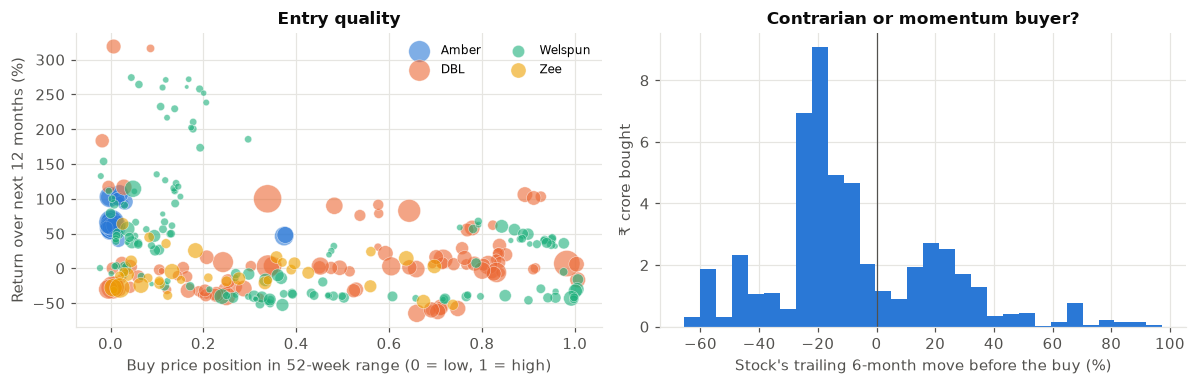 Entry quality
Return over next 12 months (%)
300
250
200
150
100
50
0
−50
Amber
DBL
Welspun
Zee
0.0 0.2 0.4 0.6 0.8 1.0
Buy price position in 52-week range (0 = low, 1 = high)
Contrarian or momentum buyer?
₹ crore bought
8
6
4
2
0
−60 −40 −20 0 20 40 60 80 100
Stock's trailing 6-month move before the buy (%)